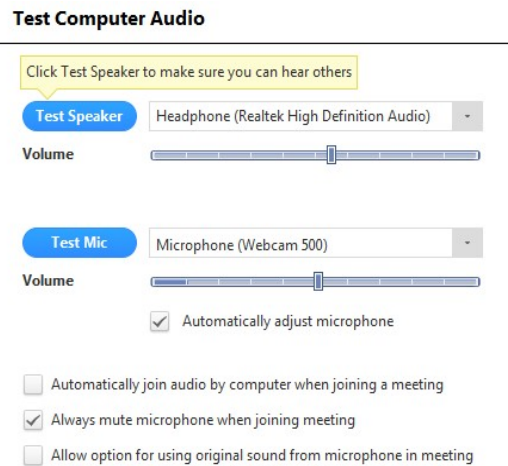 Test Computer Audio
Click Test Speaker to make sure you can hear others
Test Speaker
Headphone (Realtek High Definition Audio)
Volume
Test Mic
Microphone (Webcam 500)
Volume
Automatically adjust microphone
Automatically join audio by computer when joining a meeting
Always mute microphone when joining meeting
Allow option for using original sound from microphone in meeting